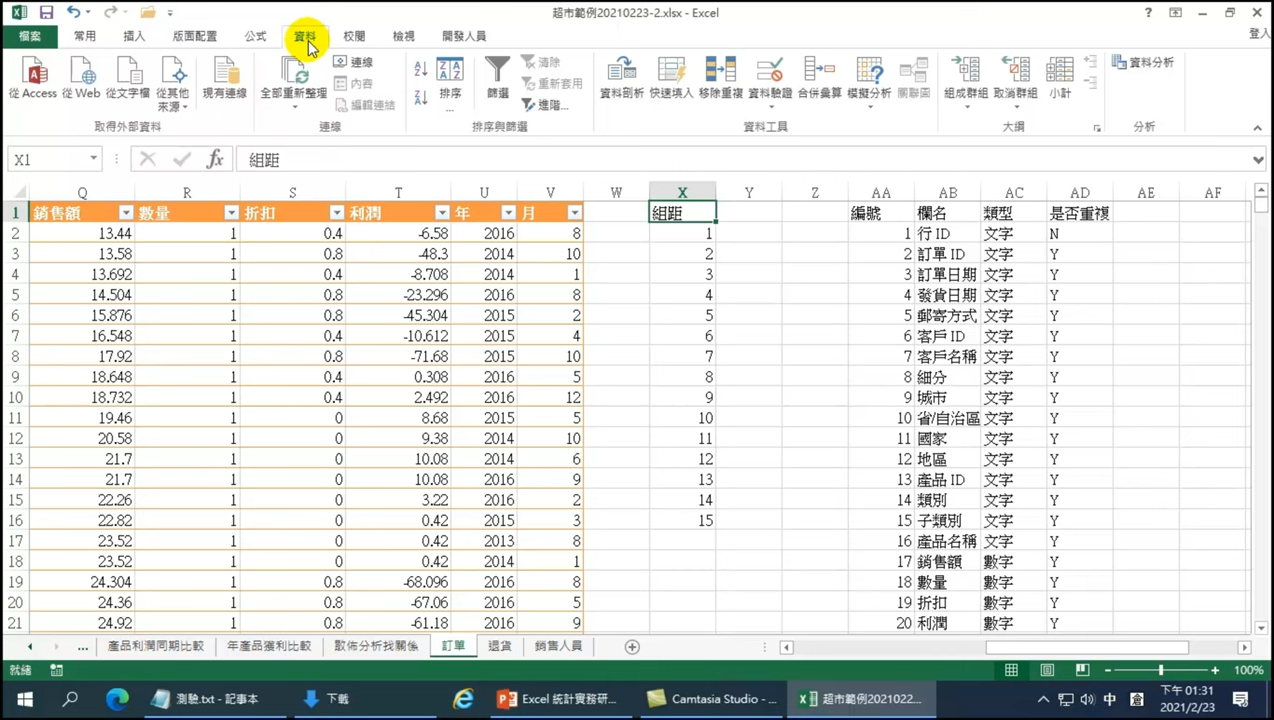 超市範例20210223-2.xlsx - Excel
檔案 常用 插入 版面配置 公式 資料 校閱 檢視 開發人員 登入
從 Access 從 Web 從文字檔 從其他來源 現有連線 全部重新整理 連線 內容 編輯連結 排序... 篩選 清除 重新套用 進階... 資料剖析 快速填入 移除重複 資料驗證 合併彙算 模擬分析 關聯圖 組成群組 取消群組 小計 資料分析
取得外部資料 連線 排序與篩選 資料工具 大綱 分析
X1 fx 組距
Q R S T U V W X Y Z AA AB AC AD AE AF
1 銷售額 數量 折扣 利潤 年 月 組距 編號 欄名 類型 是否重複
2 13.44 1 0.4 -6.58 2016 8 1 1 行 ID 文字 N
3 13.58 1 0.8 -48.3 2014 10 2 2 訂單 ID 文字 Y
4 13.692 1 0.4 -8.708 2014 1 3 3 訂單日期 文字 Y
5 14.504 1 0.8 -23.296 2016 8 4 4 發貨日期 文字 Y
6 15.876 1 0.8 -45.304 2015 2 5 5 郵寄方式 文字 Y
7 16.548 1 0.4 -10.612 2015 4 6 6 客戶 ID 文字 Y
8 17.92 1 0.8 -71.68 2015 10 7 7 客戶名稱 文字 Y
9 18.648 1 0.4 0.308 2016 5 8 8 細分 文字 Y
10 18.732 1 0.4 2.492 2016 12 9 9 城市 文字 Y
11 19.46 1 0 8.68 2015 5 10 10 省/自治區 文字 Y
12 20.58 1 0 9.38 2014 10 11 11 國家 文字 Y
13 21.7 1 0 10.08 2014 6 12 12 地區 文字 Y
14 21.7 1 0 10.08 2016 9 13 13 產品 ID 文字 Y
15 22.26 1 0 3.22 2016 2 14 14 類別 文字 Y
16 22.82 1 0 0.42 2015 3 15 15 子類別 文字 Y
17 23.52 1 0 0.42 2013 8 16 產品名稱 文字 Y
18 23.52 1 0 0.42 2014 1 17 銷售額 數字 Y
19 24.304 1 0.8 -68.096 2016 8 18 數量 數字 Y
20 24.36 1 0.8 -67.06 2016 5 19 折扣 數字 Y
21 24.92 1 0.8 -61.18 2016 9 20 利潤 數字 Y
... 產品利潤同期比較 年產品獲利比較 散佈分析找關係 訂單 退貨 銷售人員
就緒 100%
測驗.txt - 記事本 下載 Excel 統計實務研... Camtasia Studio - ... 超市範例2021022... 中 下午 01:31
2021/2/23